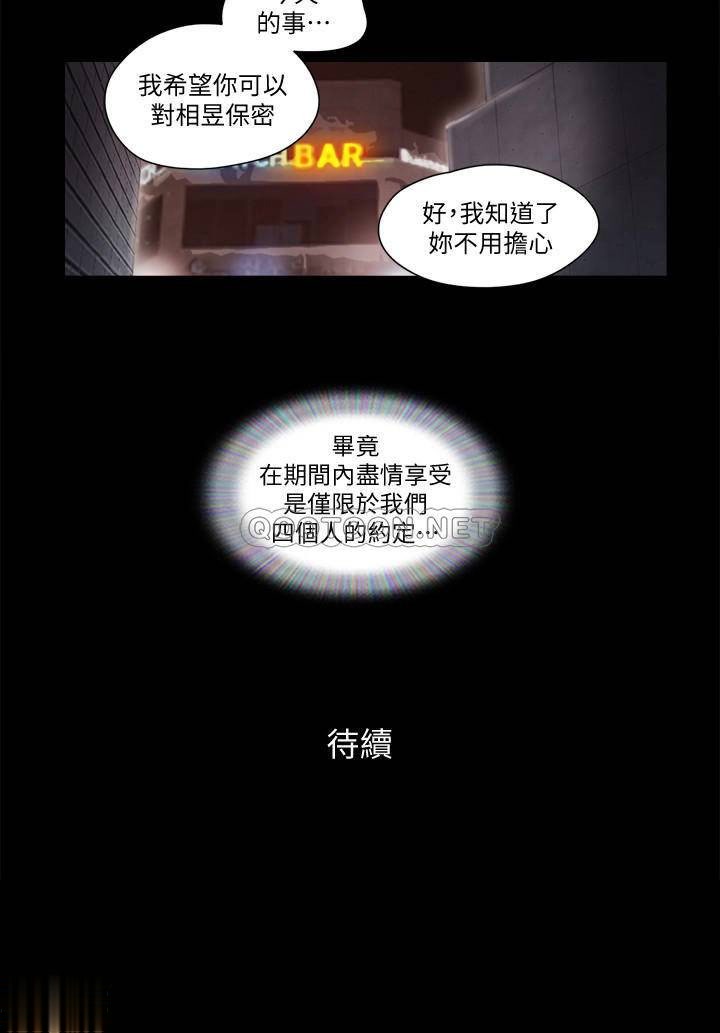 的事…
我希望你可以
對相昱保密
BAR
好，我知道了
妳不用擔心
畢竟
在期間內盡情享受
是僅限於我們
四個人的約定…
QOOTOON.NET
待續